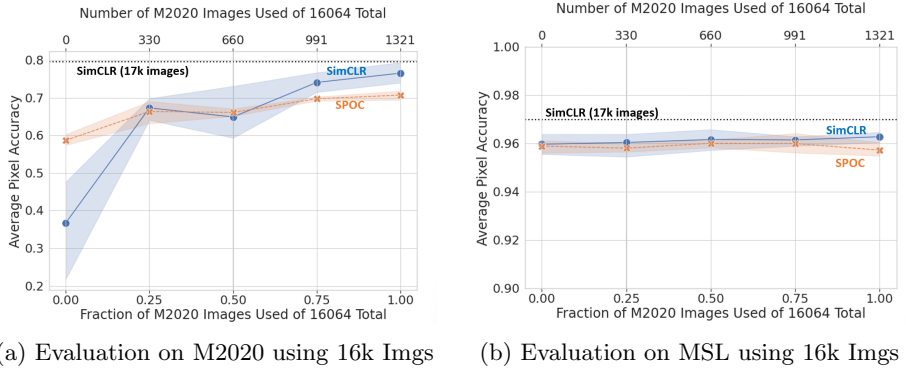 Number of M2020 Images Used of 16064 Total
0 330 660 991 1321
0.8
0.7
0.6
0.5
0.4
0.3
0.2
Average Pixel Accuracy
SimCLR (17k images)
SimCLR
SPOC
0.00 0.25 0.50 0.75 1.00
Fraction of M2020 Images Used of 16064 Total
(a) Evaluation on M2020 using 16k Imgs
Number of M2020 Images Used of 16064 Total
0 330 660 991 1321
1.00
0.98
0.96
0.94
0.92
0.90
Average Pixel Accuracy
SimCLR (17k images)
SimCLR
SPOC
0.00 0.25 0.50 0.75 1.00
Fraction of M2020 Images Used of 16064 Total
(b) Evaluation on MSL using 16k Imgs